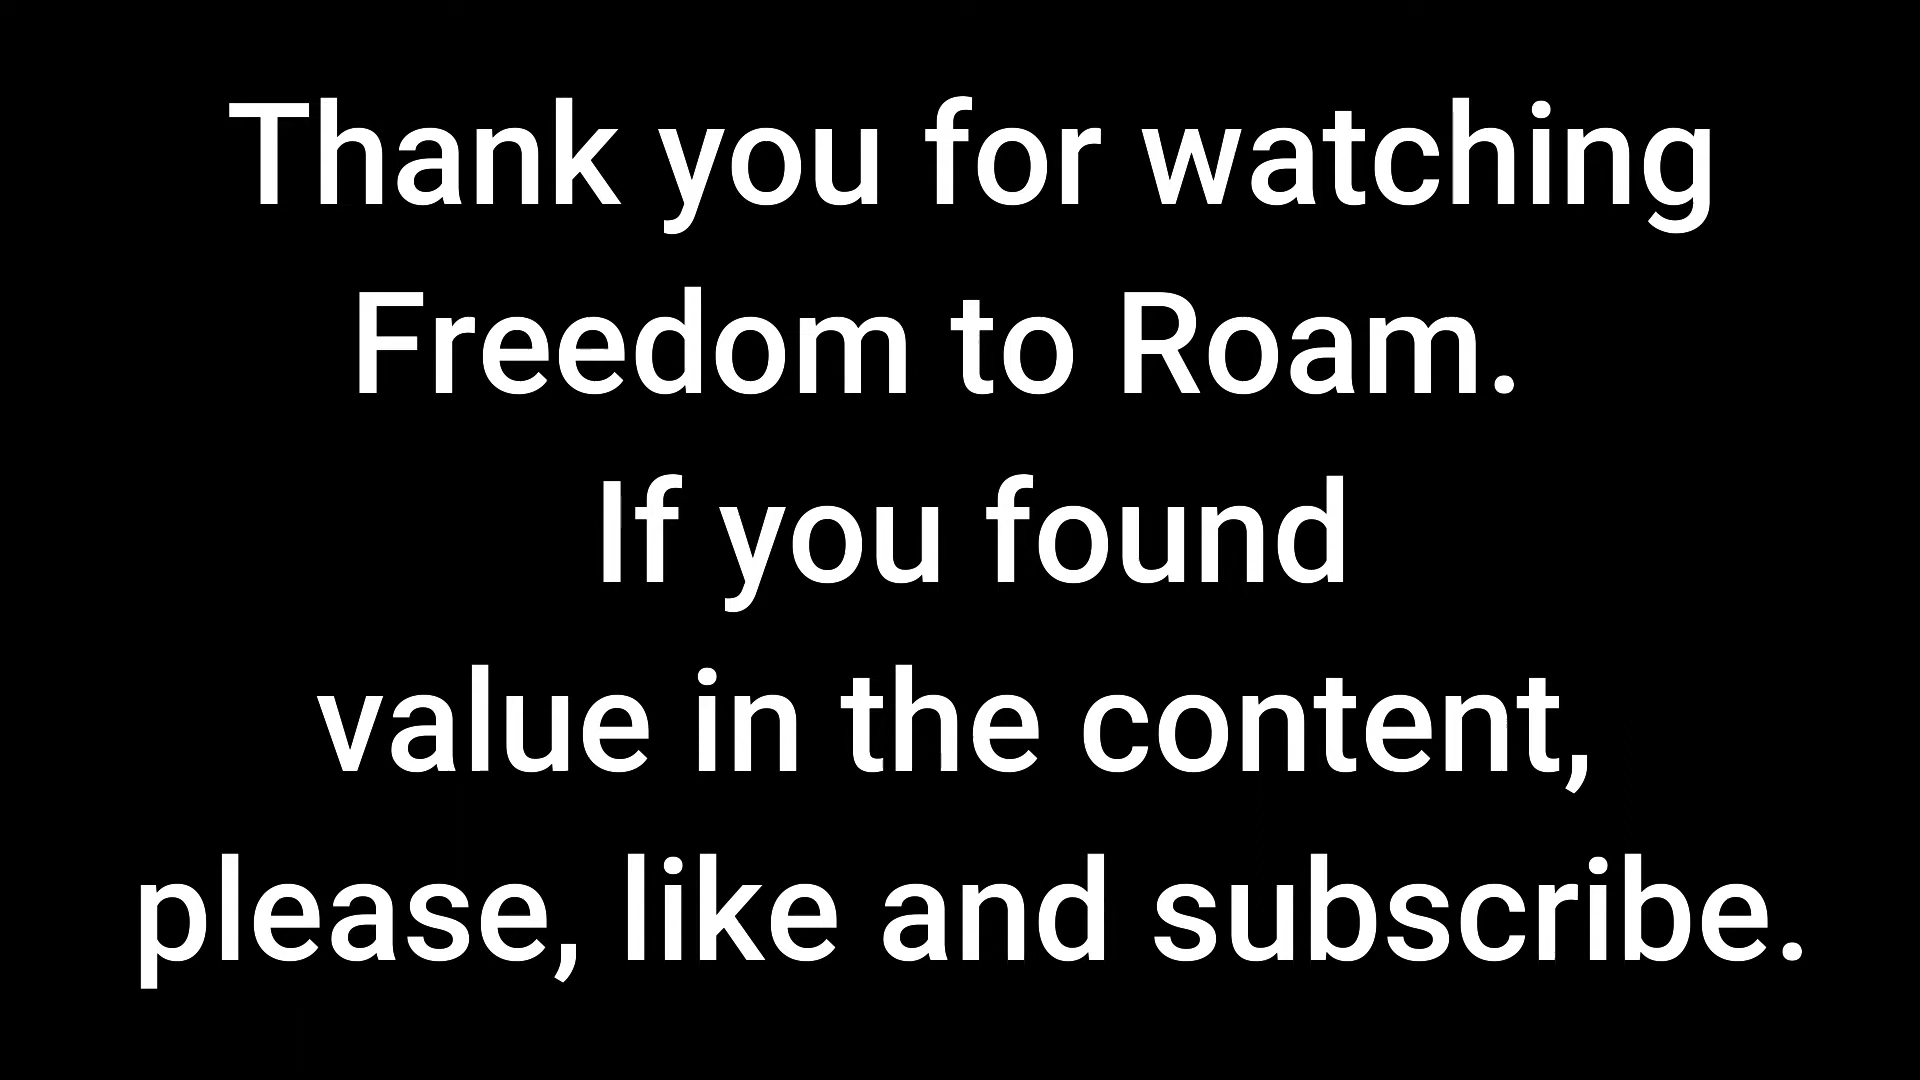 Thank you for watching
Freedom to Roam.
If you found
value in the content,
please, like and subscribe.